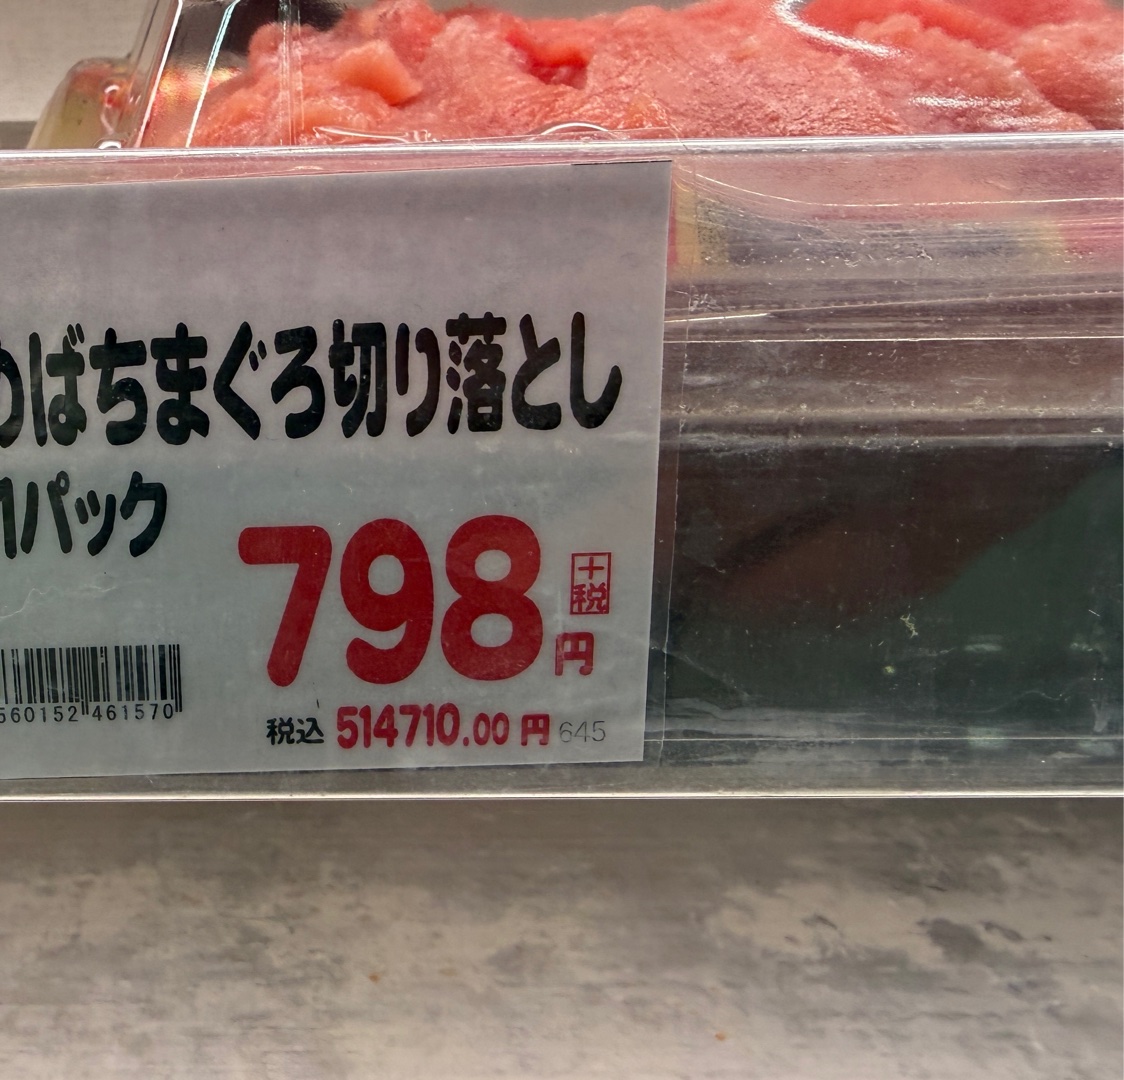 めばちまぐろ切り落とし
1パック
798
+税
円
560152 461570
税込 514710.00 円 645